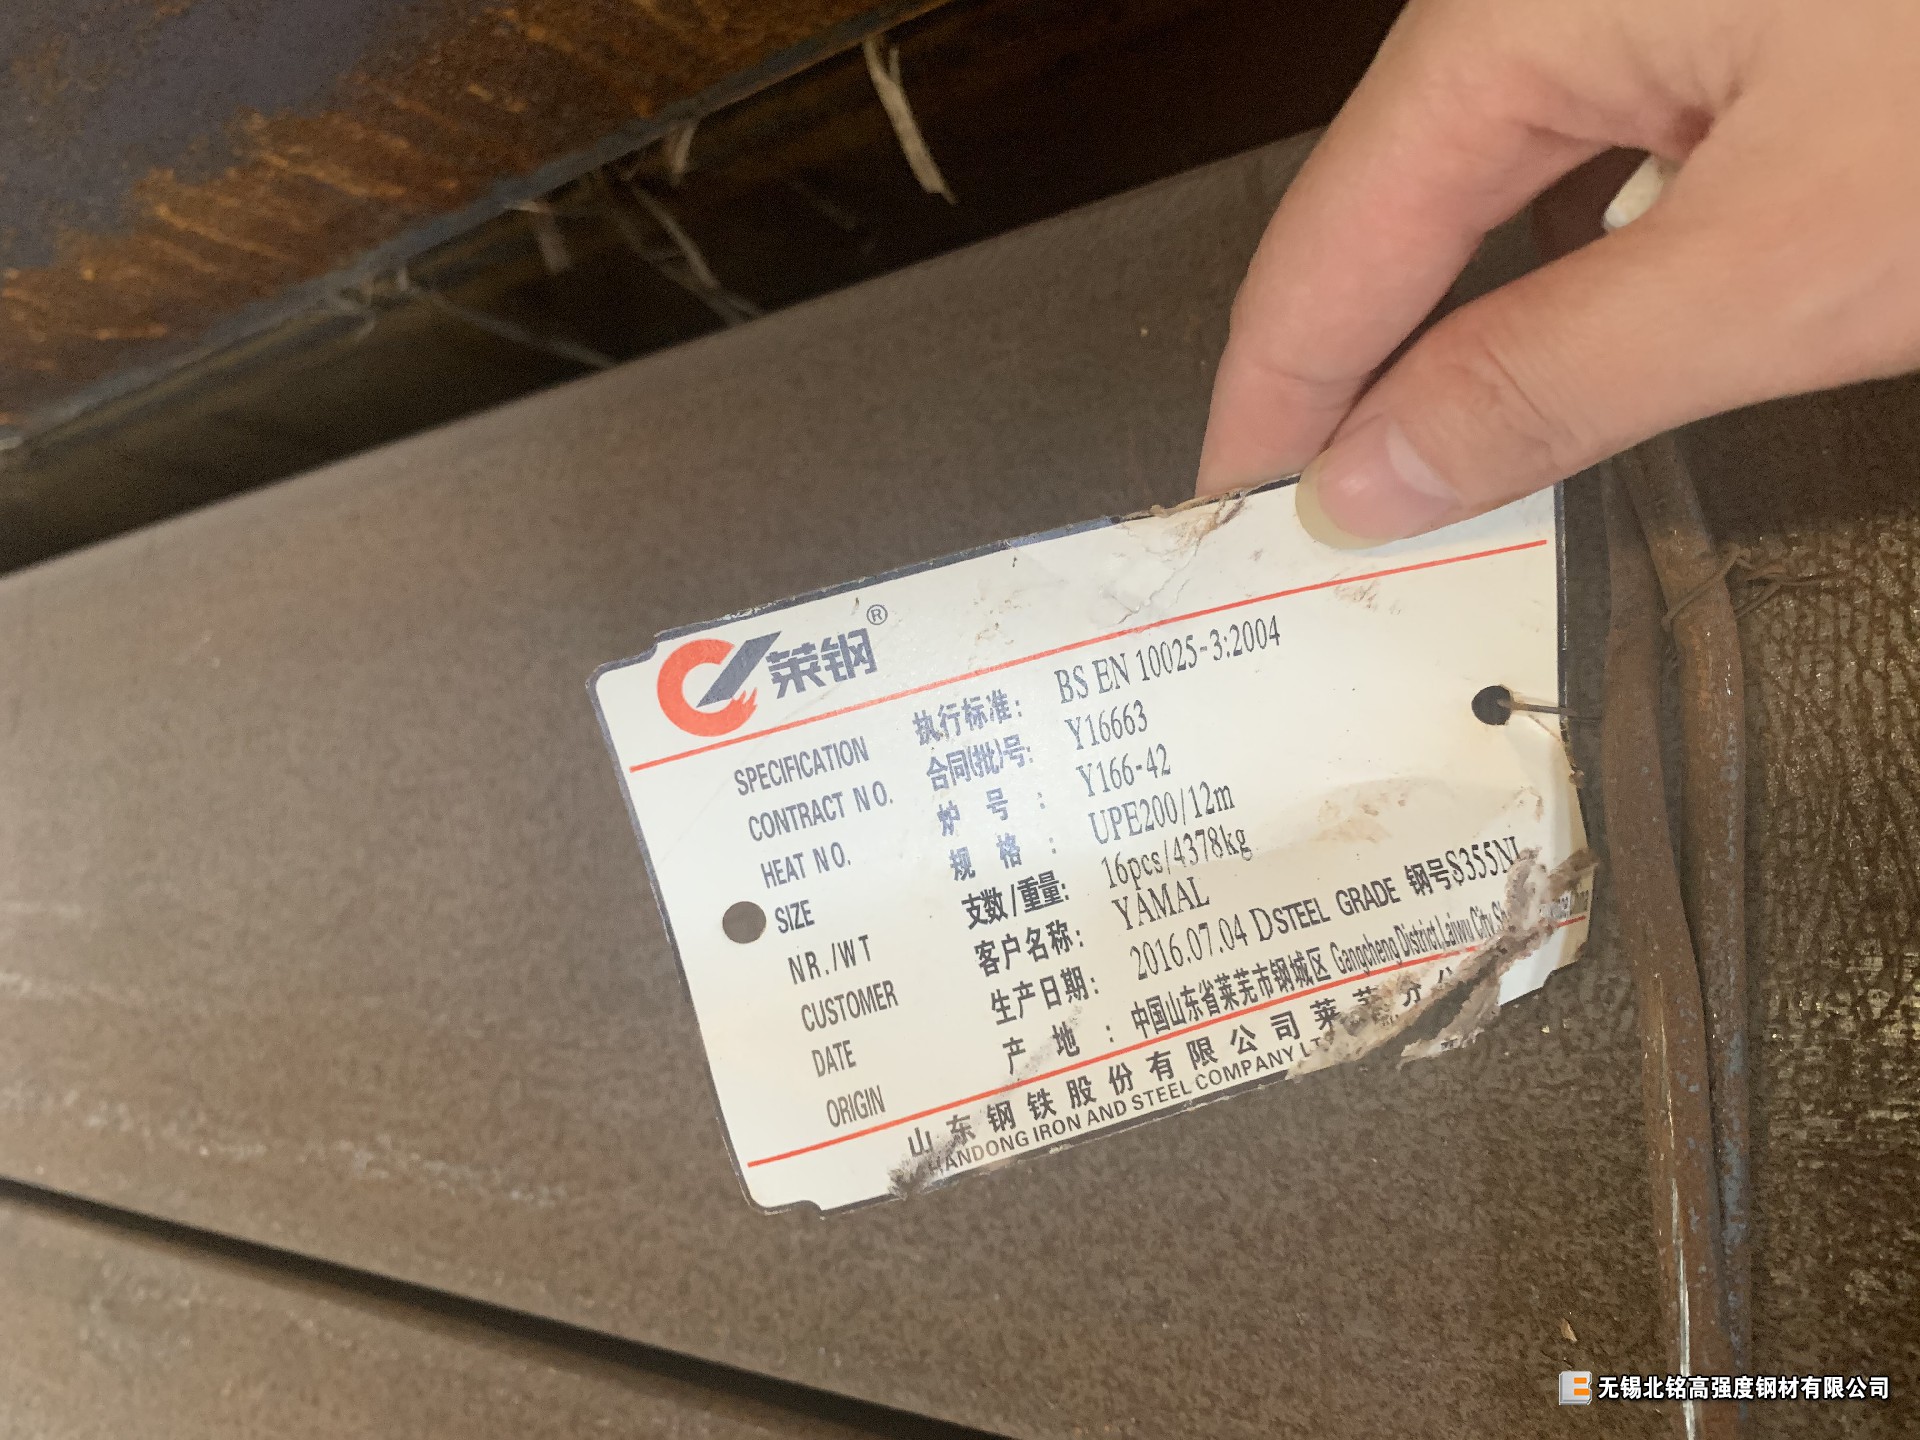 莱钢®
SPECIFICATION 执行标准: BS EN 10025-3:2004
CONTRACT NO. 合同(批)号: Y16663
HEAT NO. 炉号: Y166-42
SIZE 规格: UPE200/12m
NR./WT 支数/重量: 16pcs/4378kg
CUSTOMER 客户名称: YAMAL
DATE 生产日期: 2016.07.04 D STEEL GRADE 钢号S355NL
ORIGIN 产地: 中国山东省莱芜市钢城区 Gangcheng District,Laiwu City
山东钢铁股份有限公司莱芜分公
SHANDONG IRON AND STEEL COMPANY
无锡北铭高强度钢材有限公司